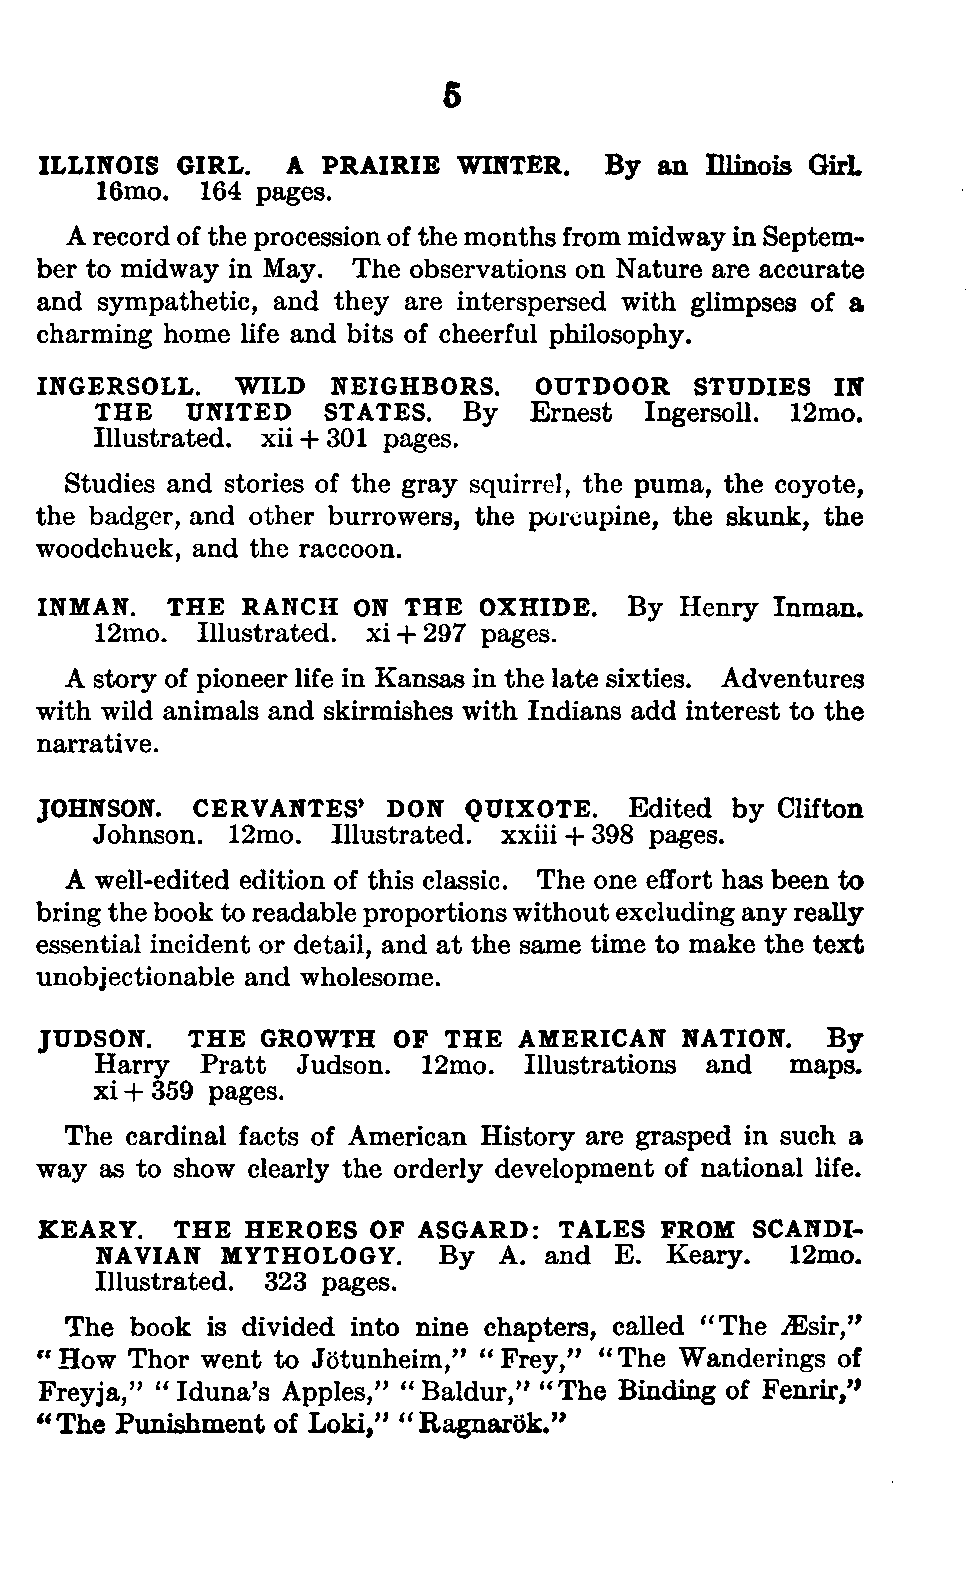 5
ILLINOIS GIRL. A PRAIRIE WINTER. By an Illinois Girl.
16mo. 164 pages.
A record of the procession of the months from midway in Septem-
ber to midway in May. The observations on Nature are accurate
and sympathetic, and they are interspersed with glimpses of a
charming home life and bits of cheerful philosophy.
INGERSOLL. WILD NEIGHBORS. OUTDOOR STUDIES IN
THE UNITED STATES. By Ernest Ingersoll. 12mo.
Illustrated. xii + 301 pages.
Studies and stories of the gray squirrel, the puma, the coyote,
the badger, and other burrowers, the porcupine, the skunk, the
woodchuck, and the raccoon.
INMAN. THE RANCH ON THE OXHIDE. By Henry Inman.
12mo. Illustrated. xi + 297 pages.
A story of pioneer life in Kansas in the late sixties. Adventures
with wild animals and skirmishes with Indians add interest to the
narrative.
JOHNSON. CERVANTES' DON QUIXOTE. Edited by Clifton
Johnson. 12mo. Illustrated. xxiii + 398 pages.
A well-edited edition of this classic. The one effort has been to
bring the book to readable proportions without excluding any really
essential incident or detail, and at the same time to make the text
unobjectionable and wholesome.
JUDSON. THE GROWTH OF THE AMERICAN NATION. By
Harry Pratt Judson. 12mo. Illustrations and maps.
xi + 359 pages.
The cardinal facts of American History are grasped in such a
way as to show clearly the orderly development of national life.
KEARY. THE HEROES OF ASGARD: TALES FROM SCANDI-
NAVIAN MYTHOLOGY. By A. and E. Keary. 12mo.
Illustrated. 323 pages.
The book is divided into nine chapters, called "The Æsir,"
"How Thor went to Jötunheim," "Frey," "The Wanderings of
Freyja," "Iduna's Apples," "Baldur," "The Binding of Fenrir,"
"The Punishment of Loki," "Ragnarök."